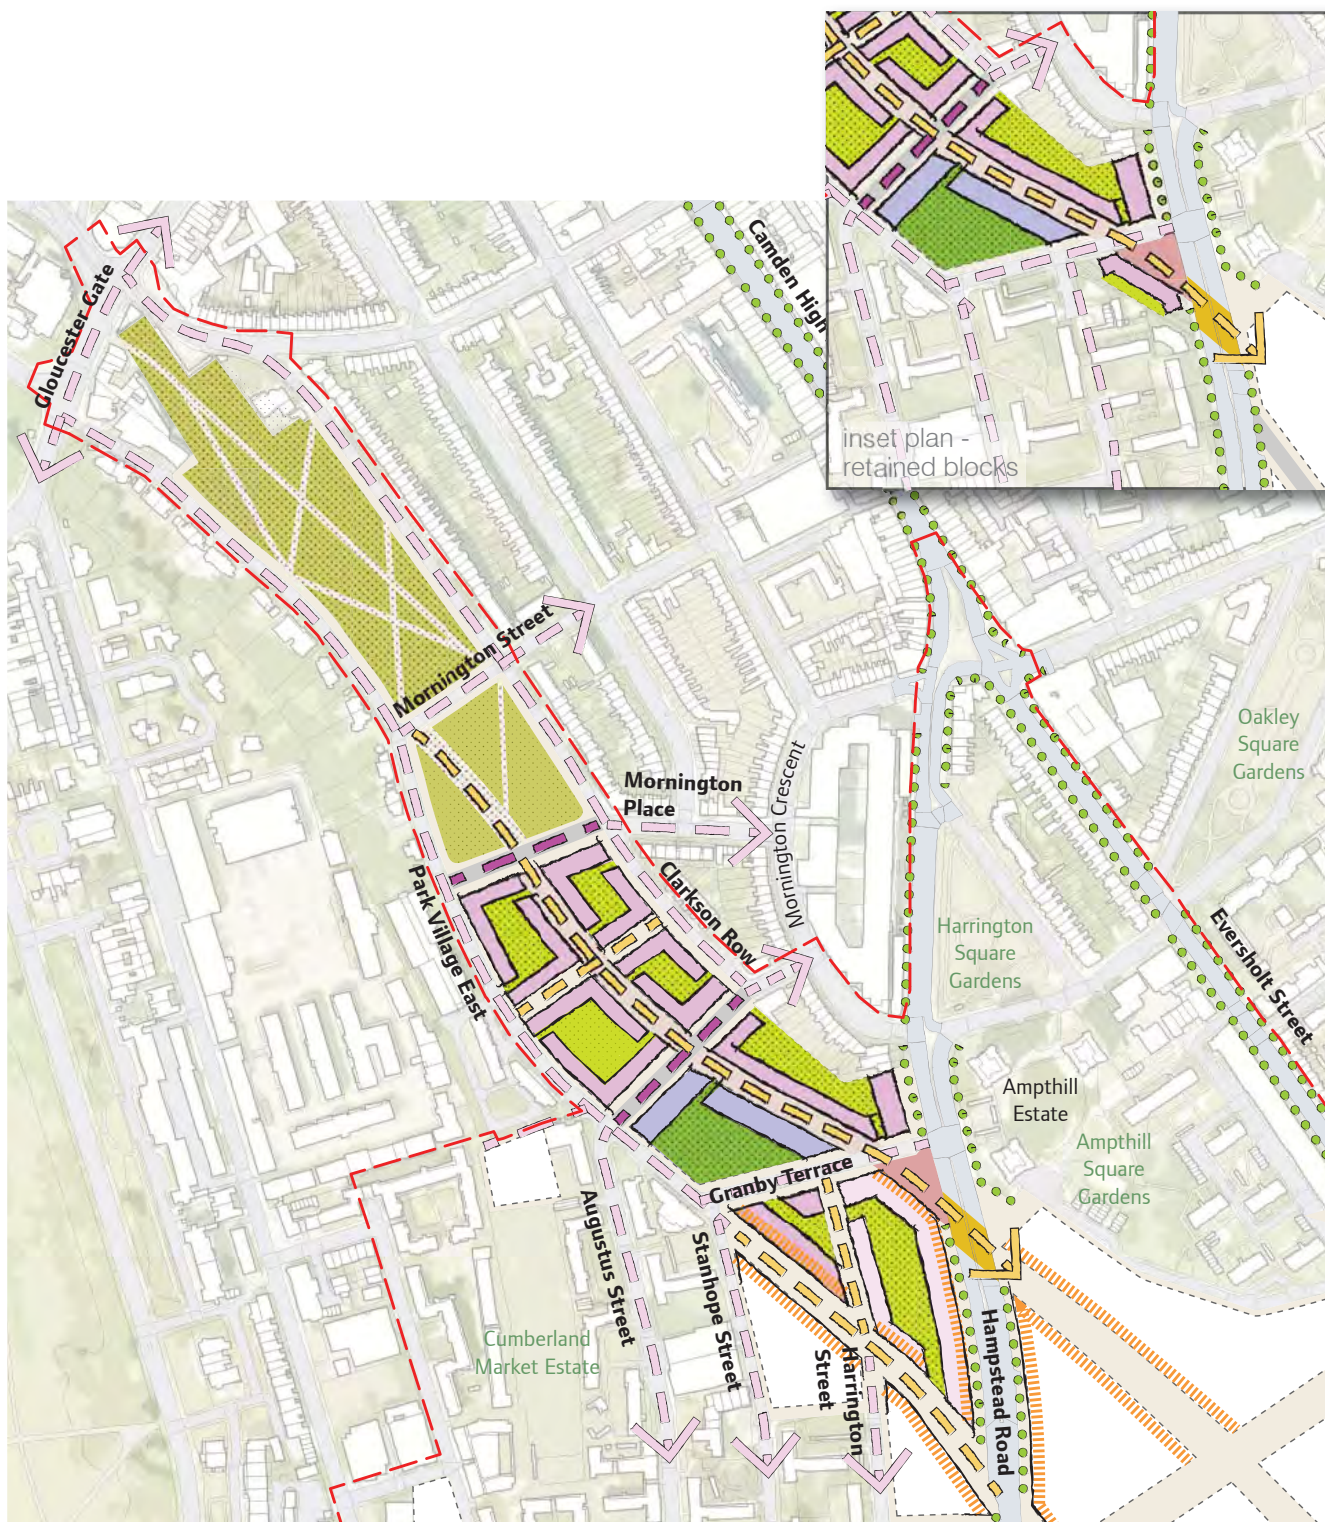 Camden High
inset plan -
retained blocks
Gloucester Gate
Mornington Street
Mornington
Place
Mornington Crescent
Oakley
Square
Gardens
Clarkson Row
Park Village East
Harrington
Square
Gardens
Eversholt Street
Ampthill
Estate
Ampthill
Square
Gardens
Granby Terrace
Augustus Street
Stanhope Street
Harrington
Street
Hampstead Road
Cumberland
Market Estate